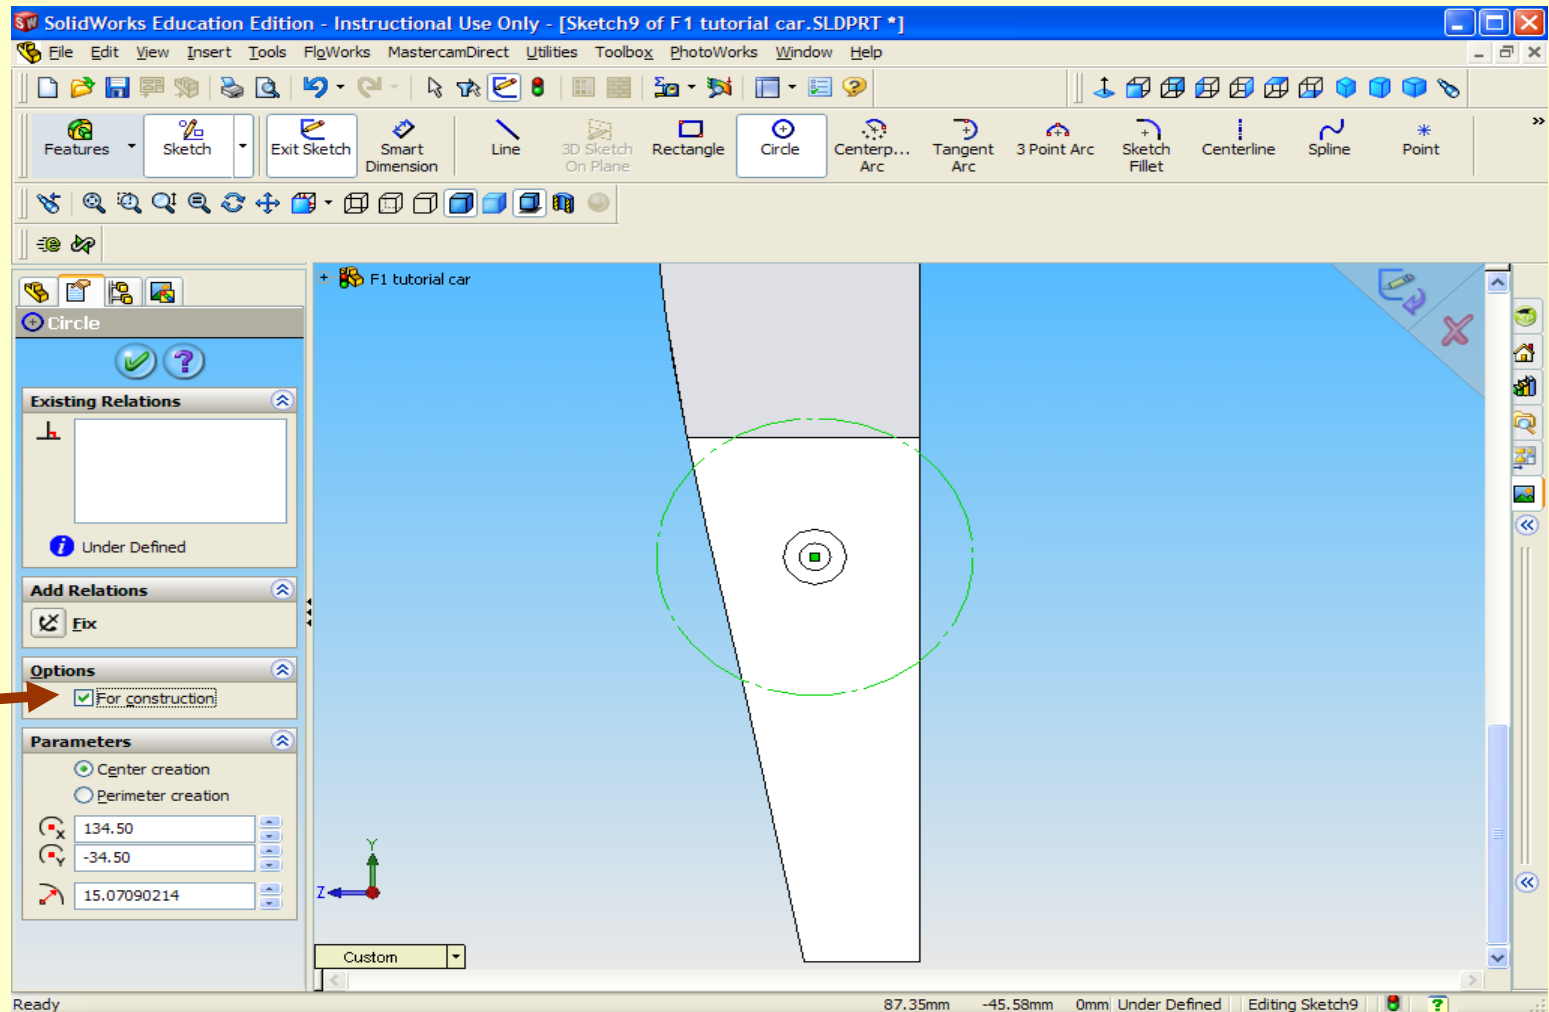 SolidWorks Education Edition - Instructional Use Only - [Sketch9 of F1 tutorial car.SLDPRT *]
File Edit View Insert Tools FloWorks MastercamDirect Utilities Toolbox PhotoWorks Window Help
Features Sketch Exit Sketch Smart Dimension Line 3D Sketch On Plane Rectangle Circle Centerp... Arc Tangent Arc 3 Point Arc Sketch Fillet Centerline Spline Point
F1 tutorial car
Circle
Existing Relations
Under Defined
Add Relations
Fix
Options
For construction
Parameters
Center creation
Perimeter creation
X 134.50
Y -34.50
15.07090214
Y
Z
Custom
Ready 87.35mm -45.58mm 0mm Under Defined Editing Sketch9